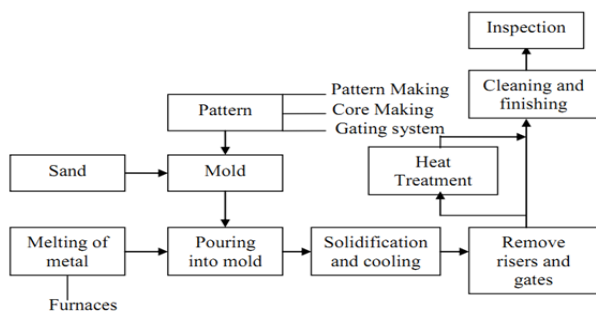 Inspection
Cleaning and
finishing
Pattern Making
Pattern
Core Making
Gating system
Heat
Treatment
Sand
Mold
Melting of
metal
Pouring
into mold
Solidification
and cooling
Remove
risers and
gates
Furnaces